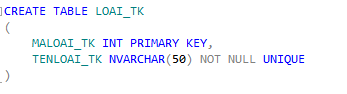 CREATE TABLE LOAI_TK
(
MALOAI_TK INT PRIMARY KEY,
TENLOAI_TK NVARCHAR(50) NOT NULL UNIQUE
)